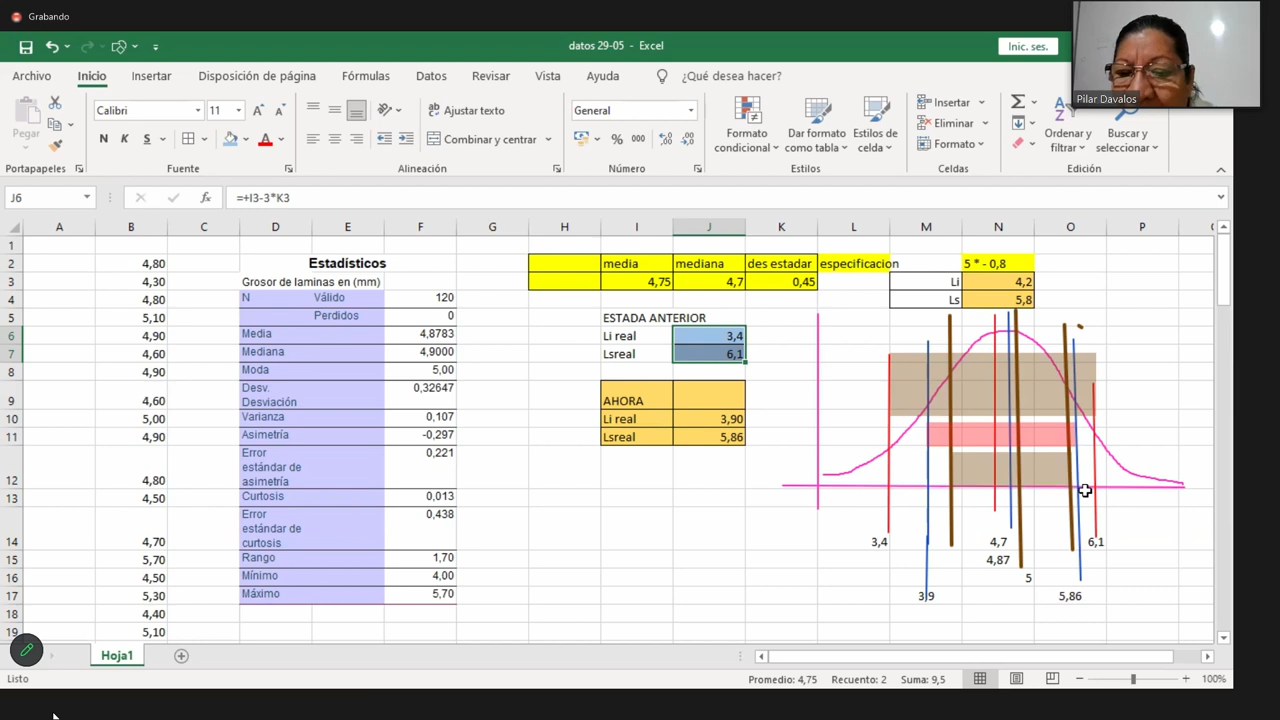 Grabando
datos 29-05 - Excel
Inic. ses.
Pilar Davalos
Archivo Inicio Insertar Disposición de página Fórmulas Datos Revisar Vista Ayuda ¿Qué desea hacer?
Pegar
Calibri 11
N K S
Ajustar texto
Combinar y centrar
General
% 000
Formato condicional
Dar formato como tabla
Estilos de celda
Insertar
Eliminar
Formato
Ordenar y filtrar
Buscar y seleccionar
Portapapeles Fuente Alineación Número Estilos Celdas Edición
J6 fx =+I3-3*K3
A B C D E F G H I J K L M N O P
1
2 4,80 Estadísticos media mediana des estadar especificacion 5 * - 0,8
3 4,30 Grosor de laminas en (mm) 4,75 4,7 0,45 Li 4,2
4 4,80 N Válido 120 Ls 5,8
5 5,10 Perdidos 0 ESTADA ANTERIOR
6 4,90 Media 4,8783 Li real 3,4
7 4,60 Mediana 4,9000 Lsreal 6,1
8 4,90 Moda 5,00
9 4,60 Desv. Desviación 0,32647 AHORA
10 5,00 Varianza 0,107 Li real 3,90
11 4,90 Asimetría -0,297 Lsreal 5,86
12 4,80 Error estándar de asimetría 0,221
13 4,50 Curtosis 0,013
14 4,70 Error estándar de curtosis 0,438 3,4 4,7 6,1
15 5,70 Rango 1,70 4,87
16 4,50 Mínimo 4,00 5
17 5,30 Máximo 5,70 3,9 5,86
18 4,40
19 5,10
Hoja1
Listo Promedio: 4,75 Recuento: 2 Suma: 9,5 100%